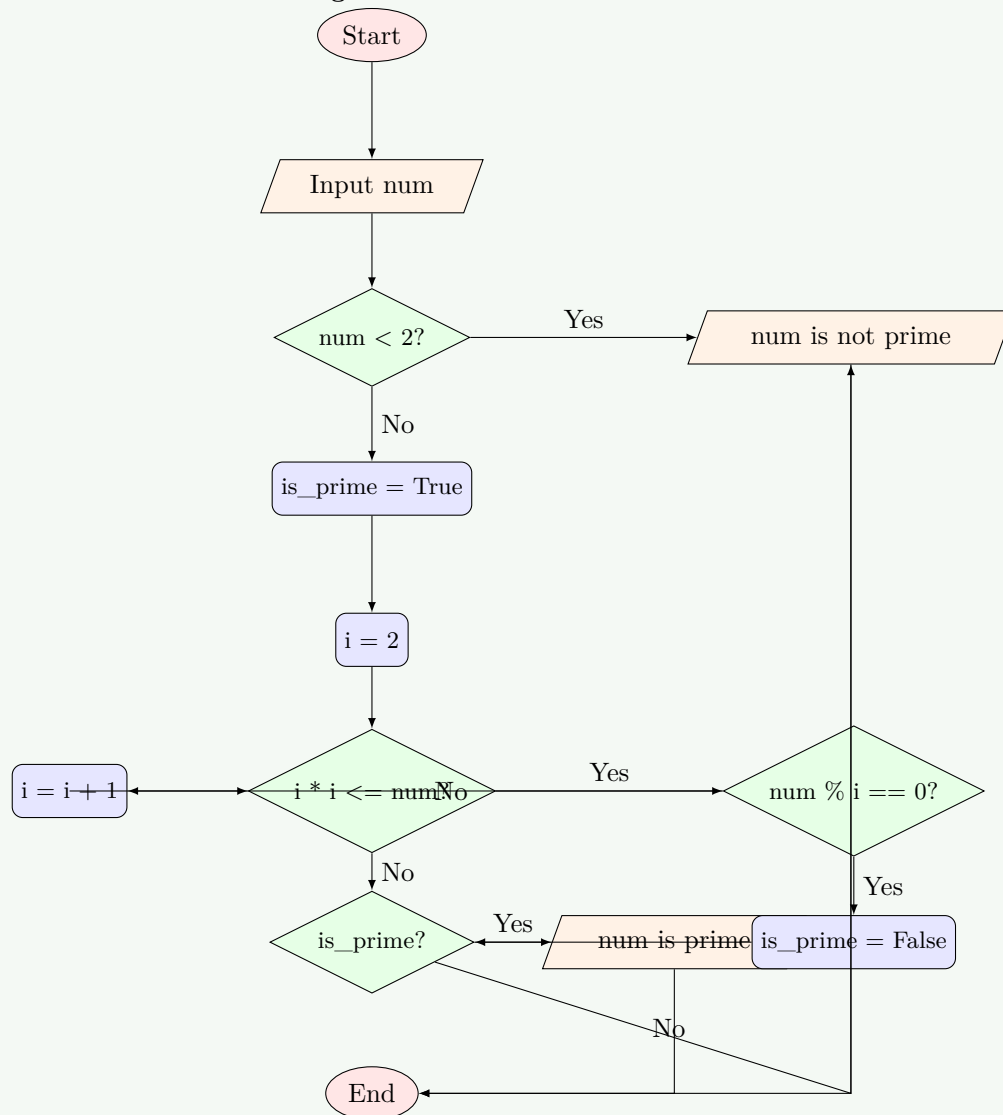 Start
Input num
num < 2?
Yes
num is not prime
No
is_prime = True
i = 2
i = i + 1
i * i <= num?
No
Yes
num % i == 0?
No
Yes
is_prime?
Yes
num is prime
is_prime = False
No
End